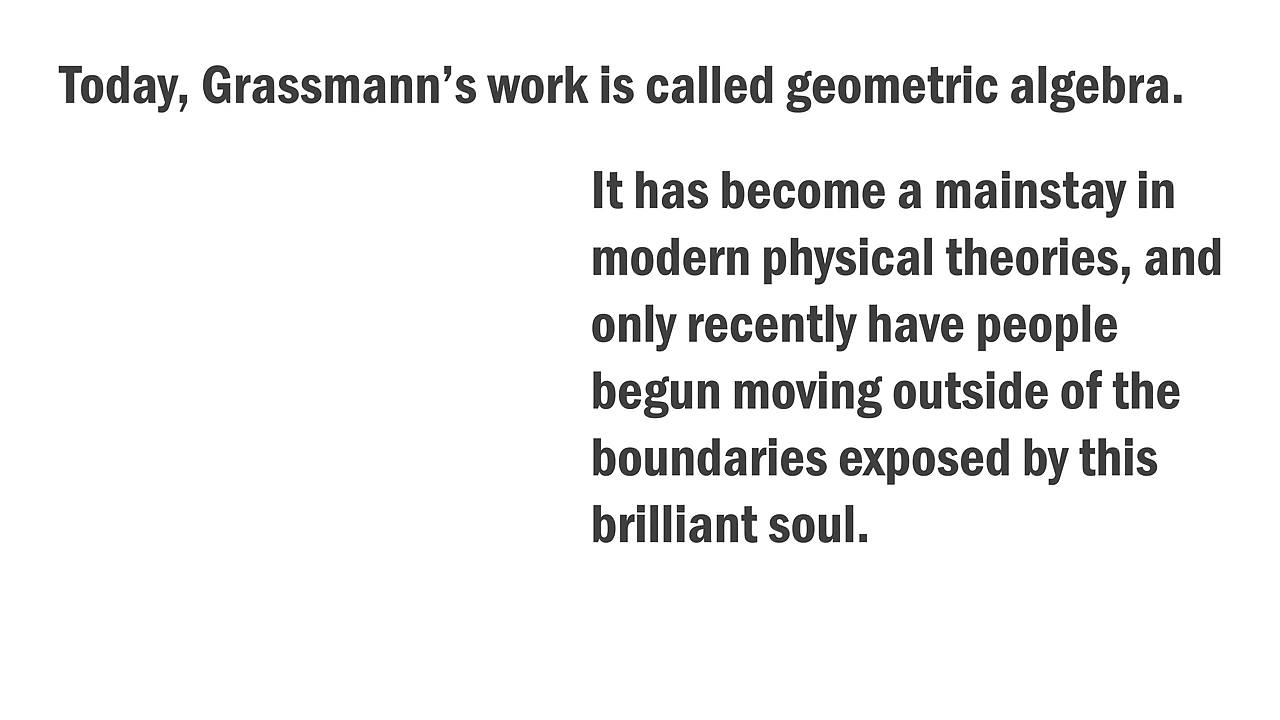 Today, Grassmann’s work is called geometric algebra.
It has become a mainstay in
modern physical theories, and
only recently have people
begun moving outside of the
boundaries exposed by this
brilliant soul.